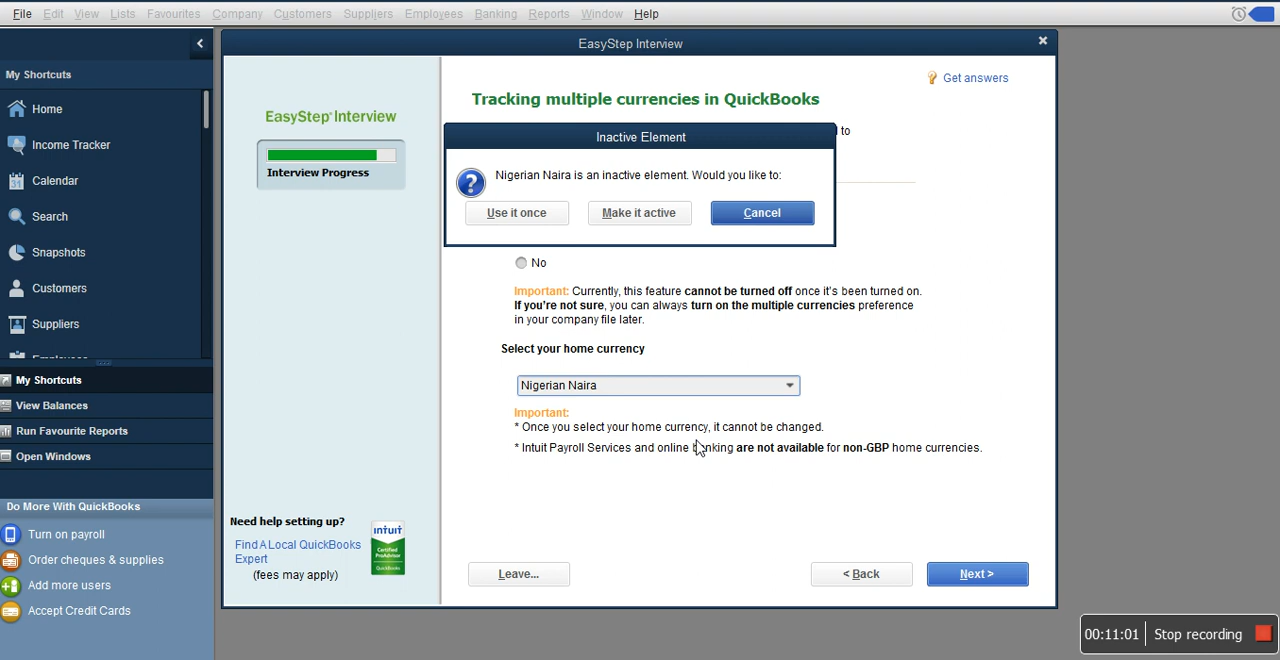 File Edit View Lists Favourites Company Customers Suppliers Employees Banking Reports Window Help
EasyStep Interview
My Shortcuts
Home
Income Tracker
Calendar
Search
Snapshots
Customers
Suppliers
Employees
My Shortcuts
View Balances
Run Favourite Reports
Open Windows
Do More With QuickBooks
Turn on payroll
Order cheques & supplies
Add more users
Accept Credit Cards
EasyStep Interview
Interview Progress
Need help setting up?
Find A Local QuickBooks
Expert
(fees may apply)
intuit
Certified
ProAdvisor
QuickBooks
Get answers
Tracking multiple currencies in QuickBooks
to
Inactive Element
Nigerian Naira is an inactive element. Would you like to:
Use it once Make it active Cancel
No
Important: Currently, this feature cannot be turned off once it's been turned on.
If you're not sure, you can always turn on the multiple currencies preference
in your company file later.
Select your home currency
Nigerian Naira
Important:
* Once you select your home currency, it cannot be changed.
* Intuit Payroll Services and online banking are not available for non-GBP home currencies.
Leave... < Back Next >
00:11:01 Stop recording